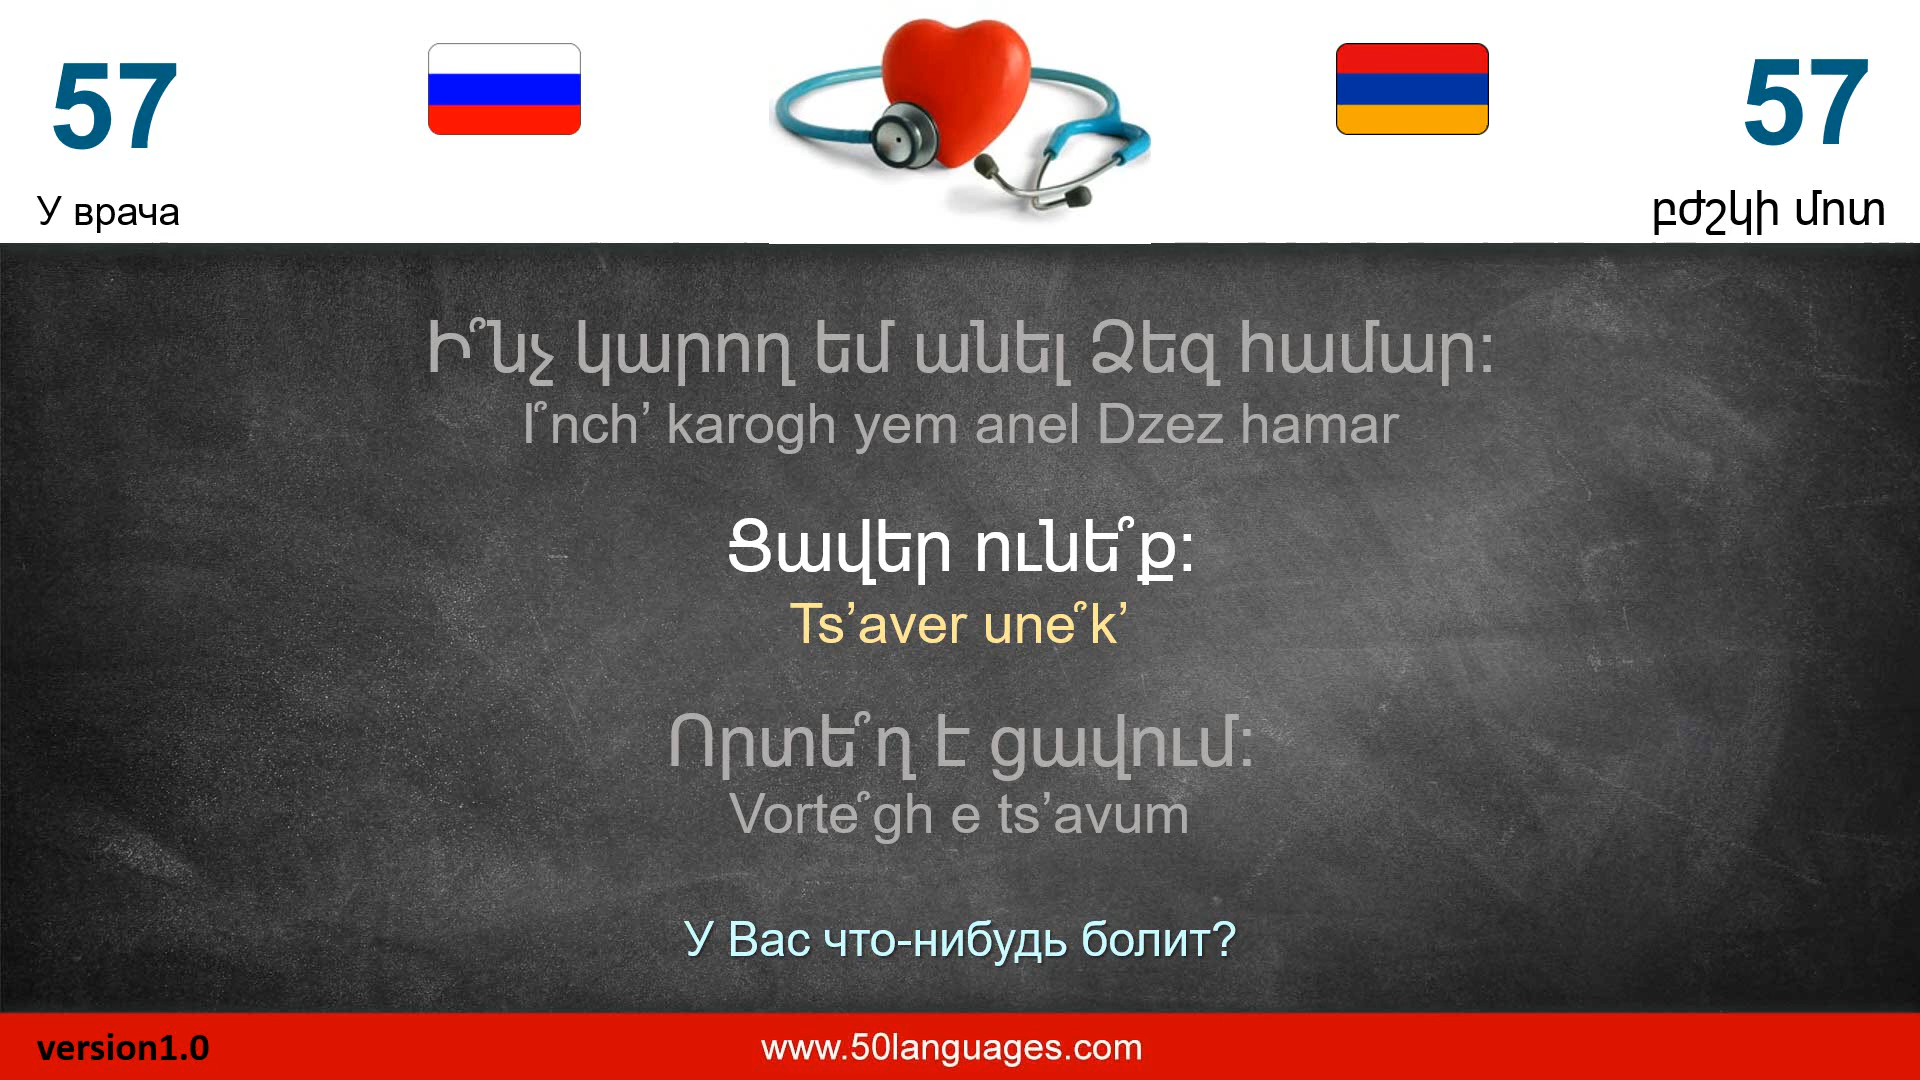 57
57
У врача
բժշկի մոտ
Ի՞նչ կարող եմ անել Ձեզ համար:
I՞nch’ karogh yem anel Dzez hamar
Ցավեր ունե՞ք:
Ts’aver une՞k’
Որտե՞ղ է ցավում:
Vorte՞gh e ts’avum
У Вас что-нибудь болит?
version1.0
www.50languages.com